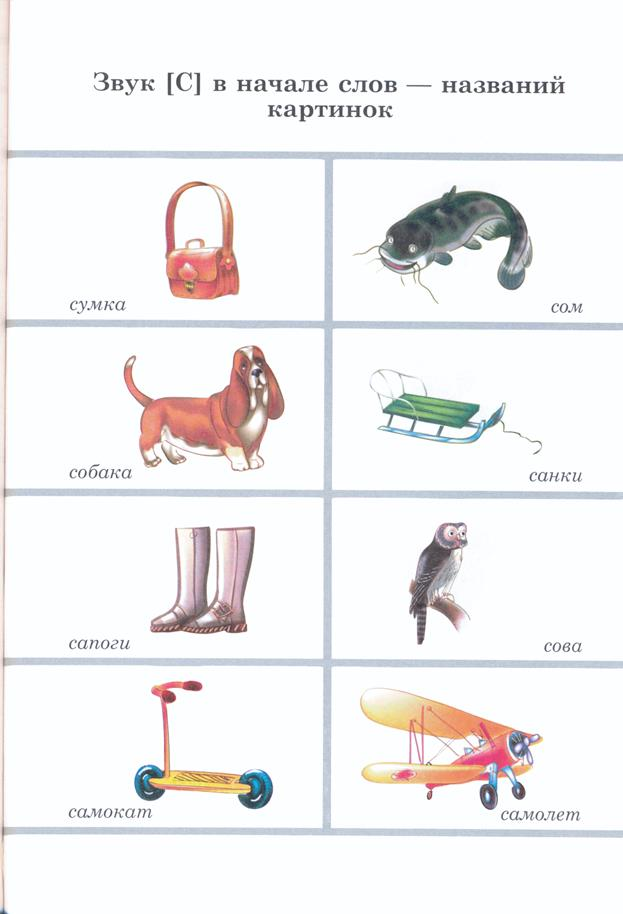 Звук [С] в начале слов — названий
картинок
сумка
сом
собака
санки
сапоги
сова
самокат
самолет